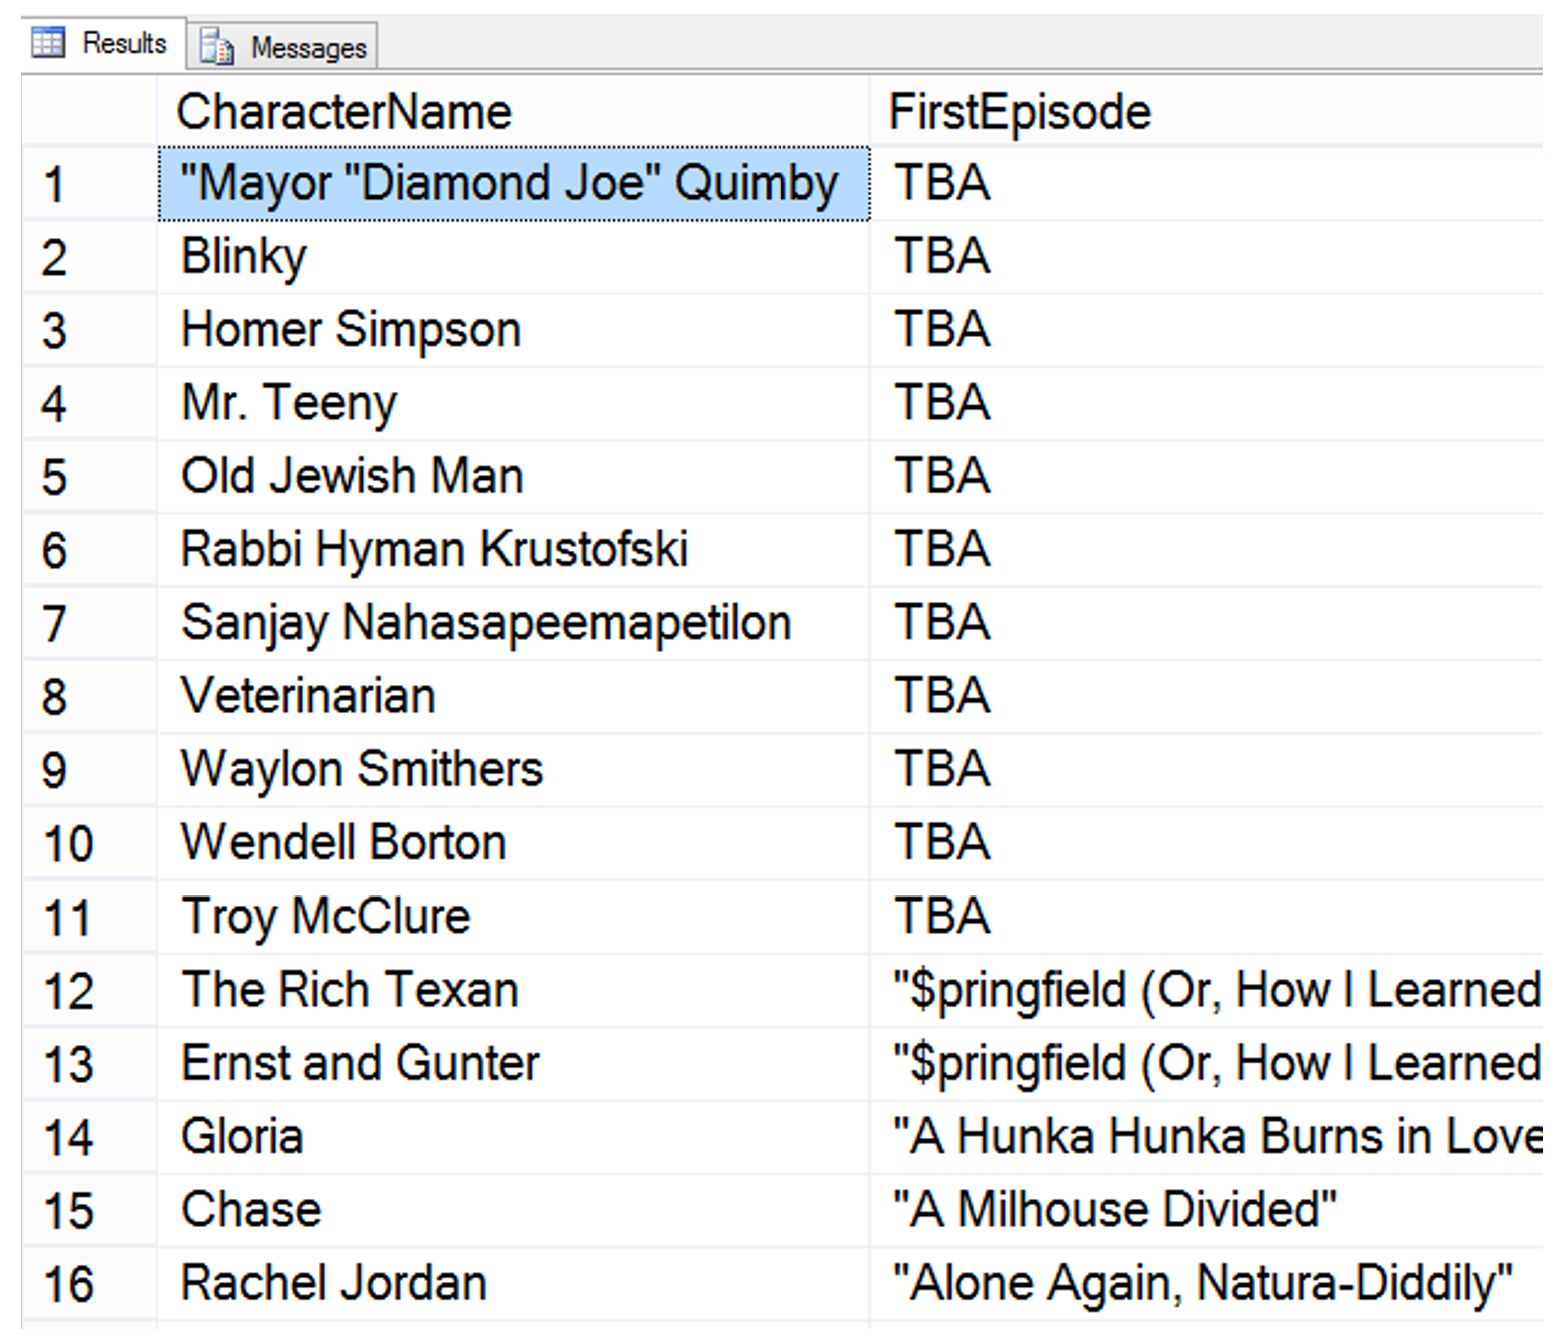 Results Messages
CharacterName FirstEpisode
1 "Mayor "Diamond Joe" Quimby TBA
2 Blinky TBA
3 Homer Simpson TBA
4 Mr. Teeny TBA
5 Old Jewish Man TBA
6 Rabbi Hyman Krustofski TBA
7 Sanjay Nahasapeemapetilon TBA
8 Veterinarian TBA
9 Waylon Smithers TBA
10 Wendell Borton TBA
11 Troy McClure TBA
12 The Rich Texan "$pringfield (Or, How I Learned
13 Ernst and Gunter "$pringfield (Or, How I Learned
14 Gloria "A Hunka Hunka Burns in Love
15 Chase "A Milhouse Divided"
16 Rachel Jordan "Alone Again, Natura-Diddily"